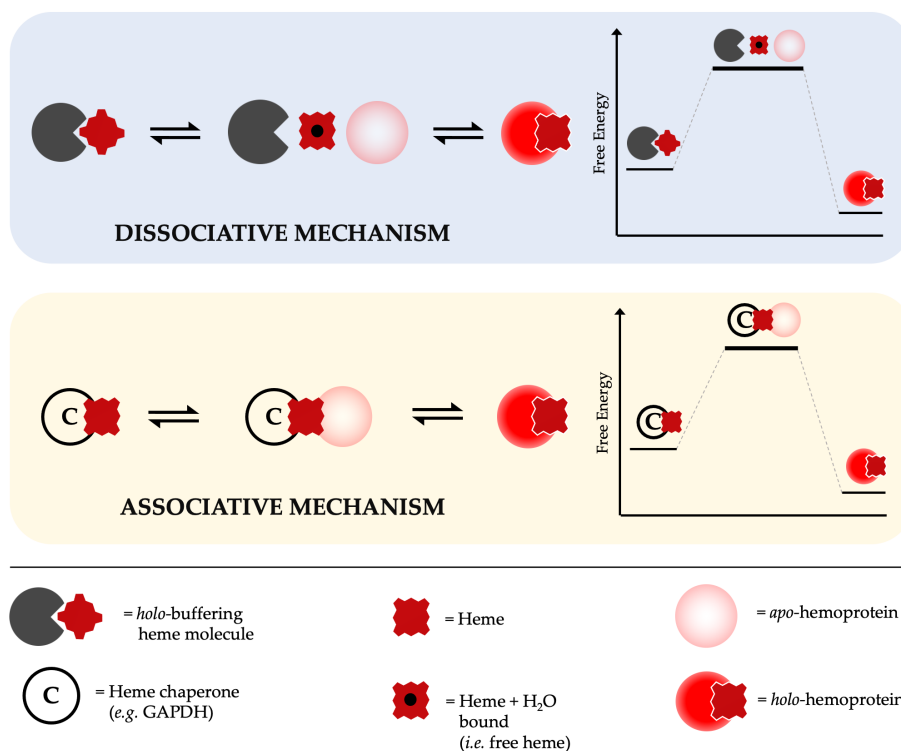 Free Energy
DISSOCIATIVE MECHANISM
C
C
C
C
Free Energy
ASSOCIATIVE MECHANISM
= holo-buffering
heme molecule
= Heme
= apo-hemoprotein
C
= Heme chaperone
(e.g. GAPDH)
= Heme + H₂O
bound
(i.e. free heme)
= holo-hemoprotein